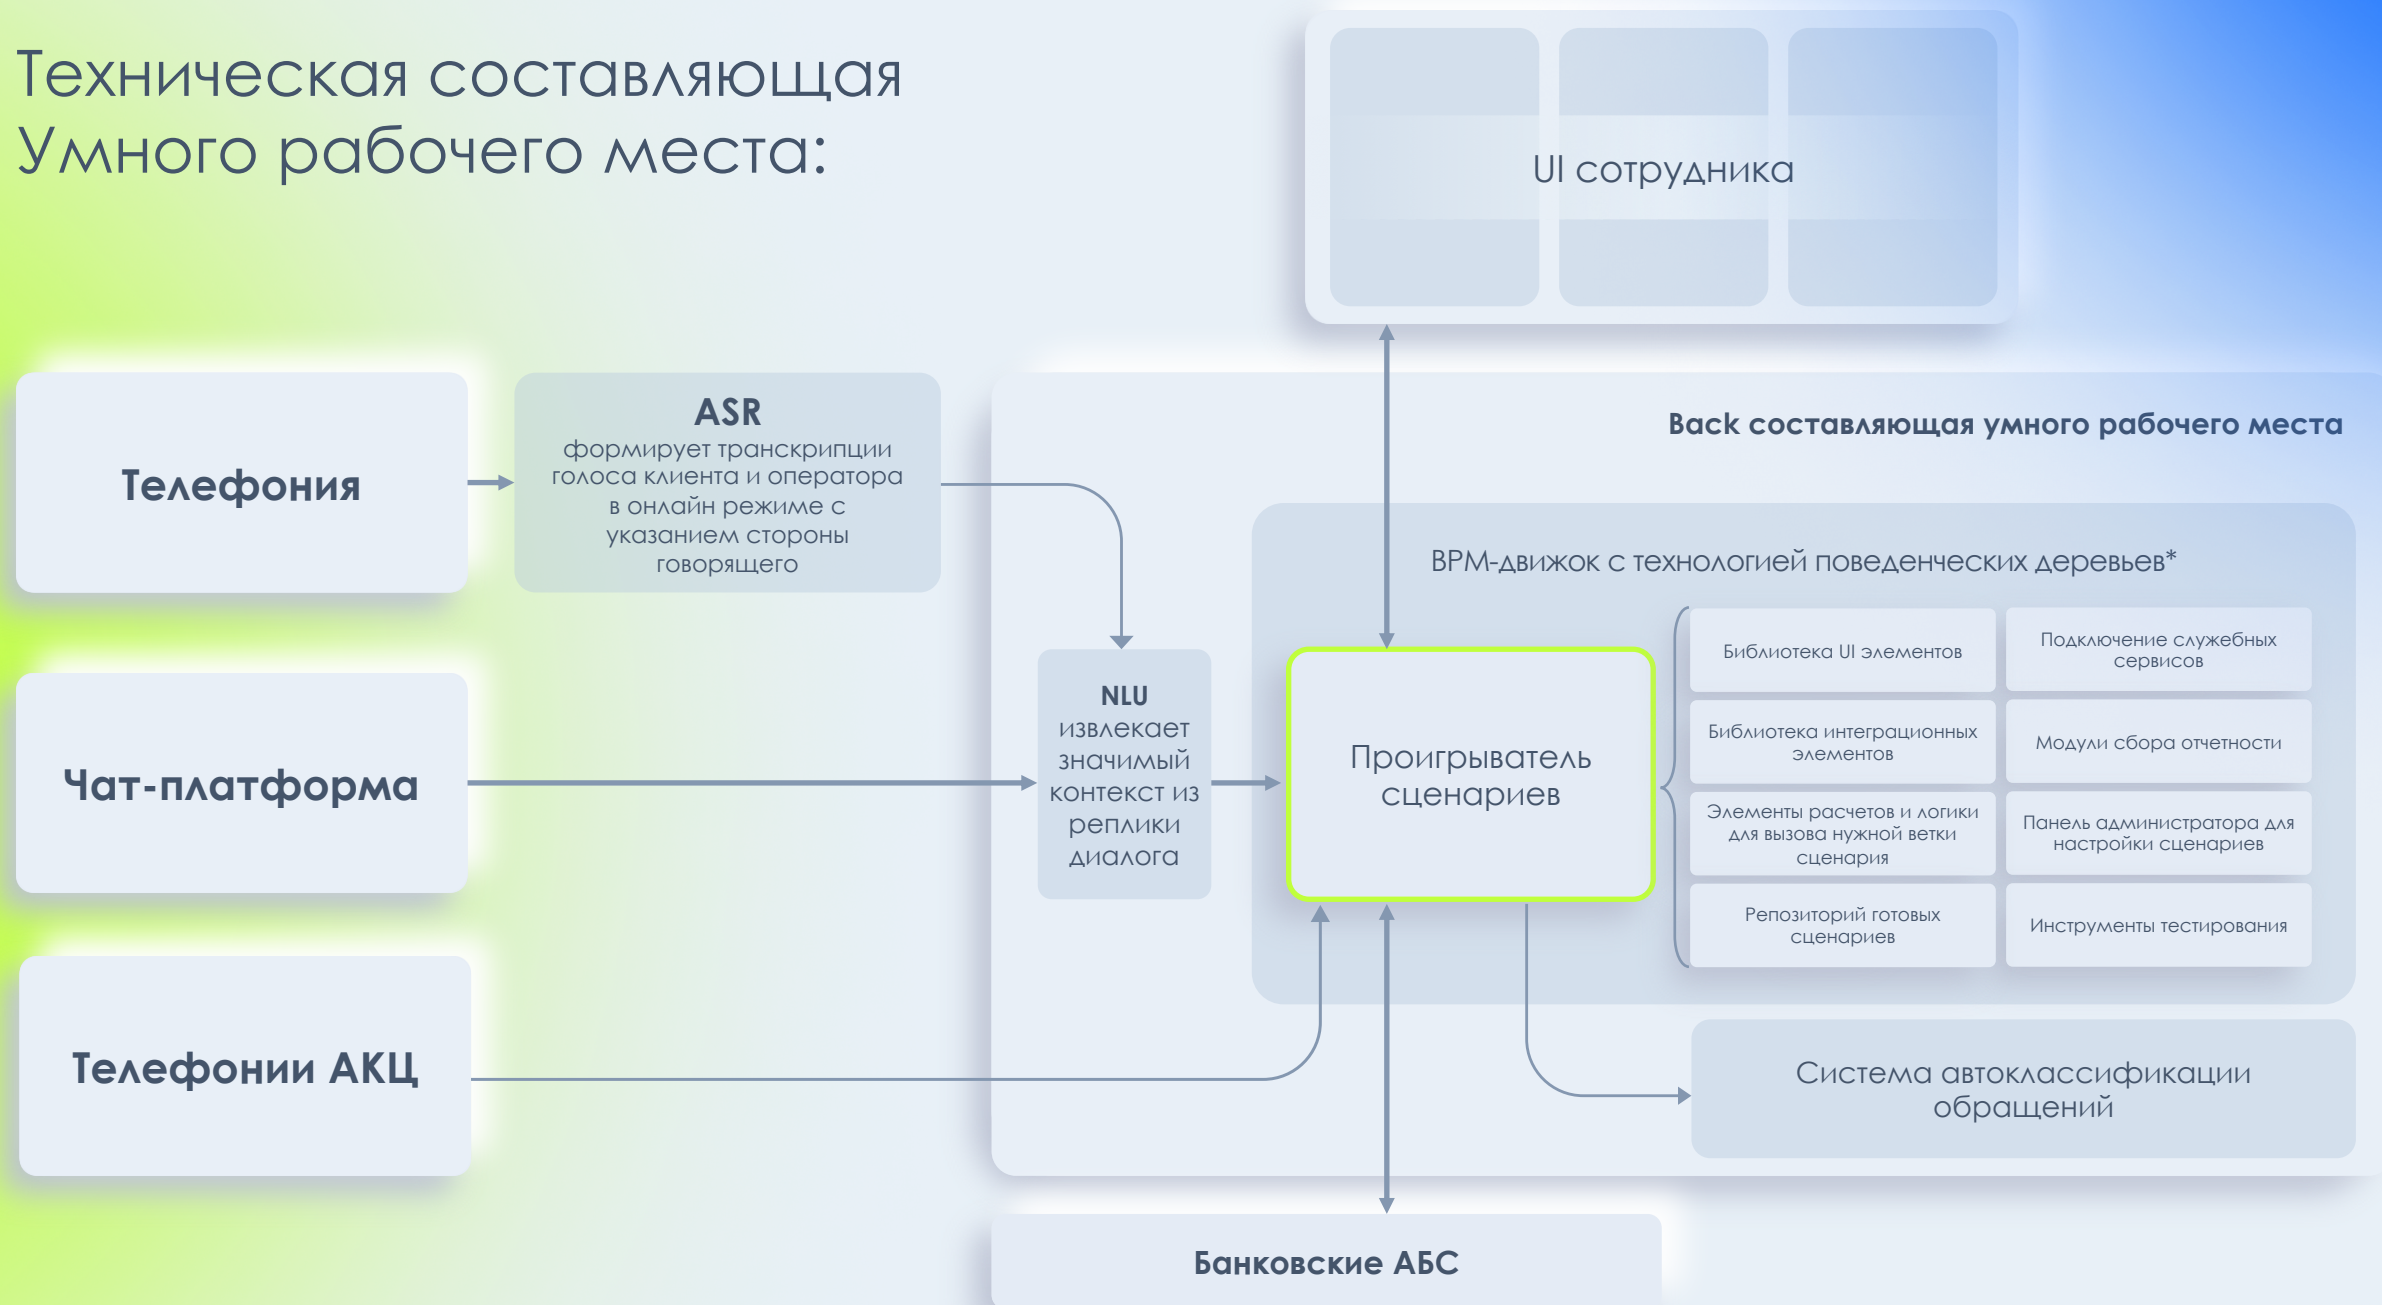 Техническая составляющая
Умного рабочего места:
UI сотрудника
Телефония
ASR
формирует транскрипции
голоса клиента и оператора
в онлайн режиме с
указанием стороны
говорящего
Back составляющая умного рабочего места
BPM-движок с технологией поведенческих деревьев*
Чат-платформа
NLU
извлекает
значимый
контекст из
реплики
диалога
Проигрыватель
сценариев
Библиотека UI элементов
Подключение служебных
сервисов
Библиотека интеграционных
элементов
Модули сбора отчетности
Элементы расчетов и логики
для вызова нужной ветки
сценария
Панель администратора для
настройки сценариев
Репозиторий готовых
сценариев
Инструменты тестирования
Телефонии АКЦ
Система автоклассификации
обращений
Банковские АБС